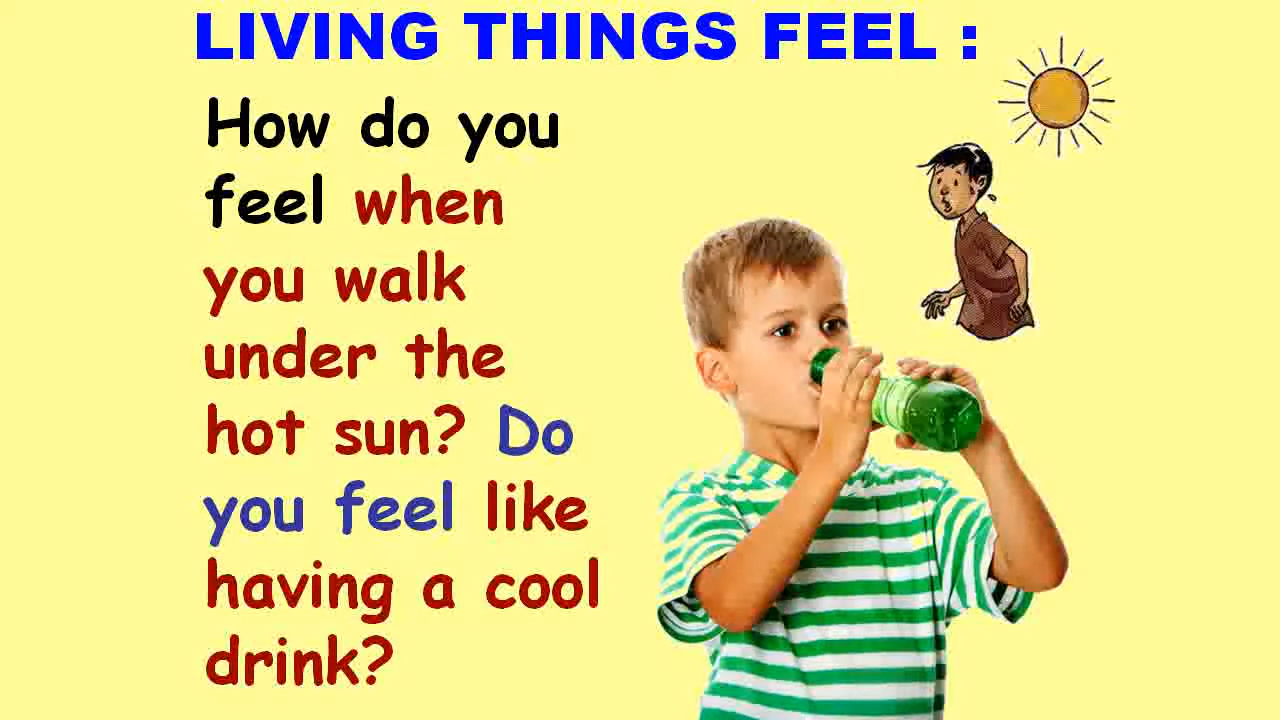 LIVING THINGS FEEL :
How do you
feel when
you walk
under the
hot sun? Do
you feel like
having a cool
drink?